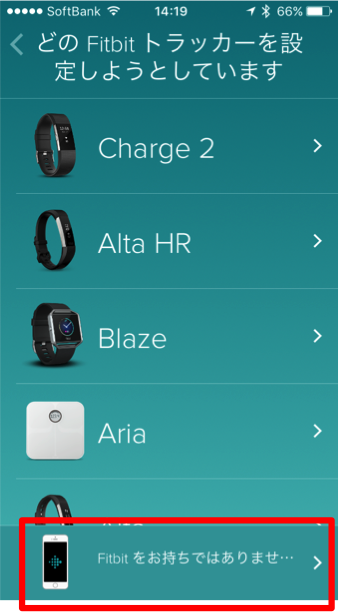 SoftBank 14:19 66%
どの Fitbit トラッカーを設
定しようとしています
Charge 2
Alta HR
Blaze
Aria
Fitbit をお持ちではありませ…